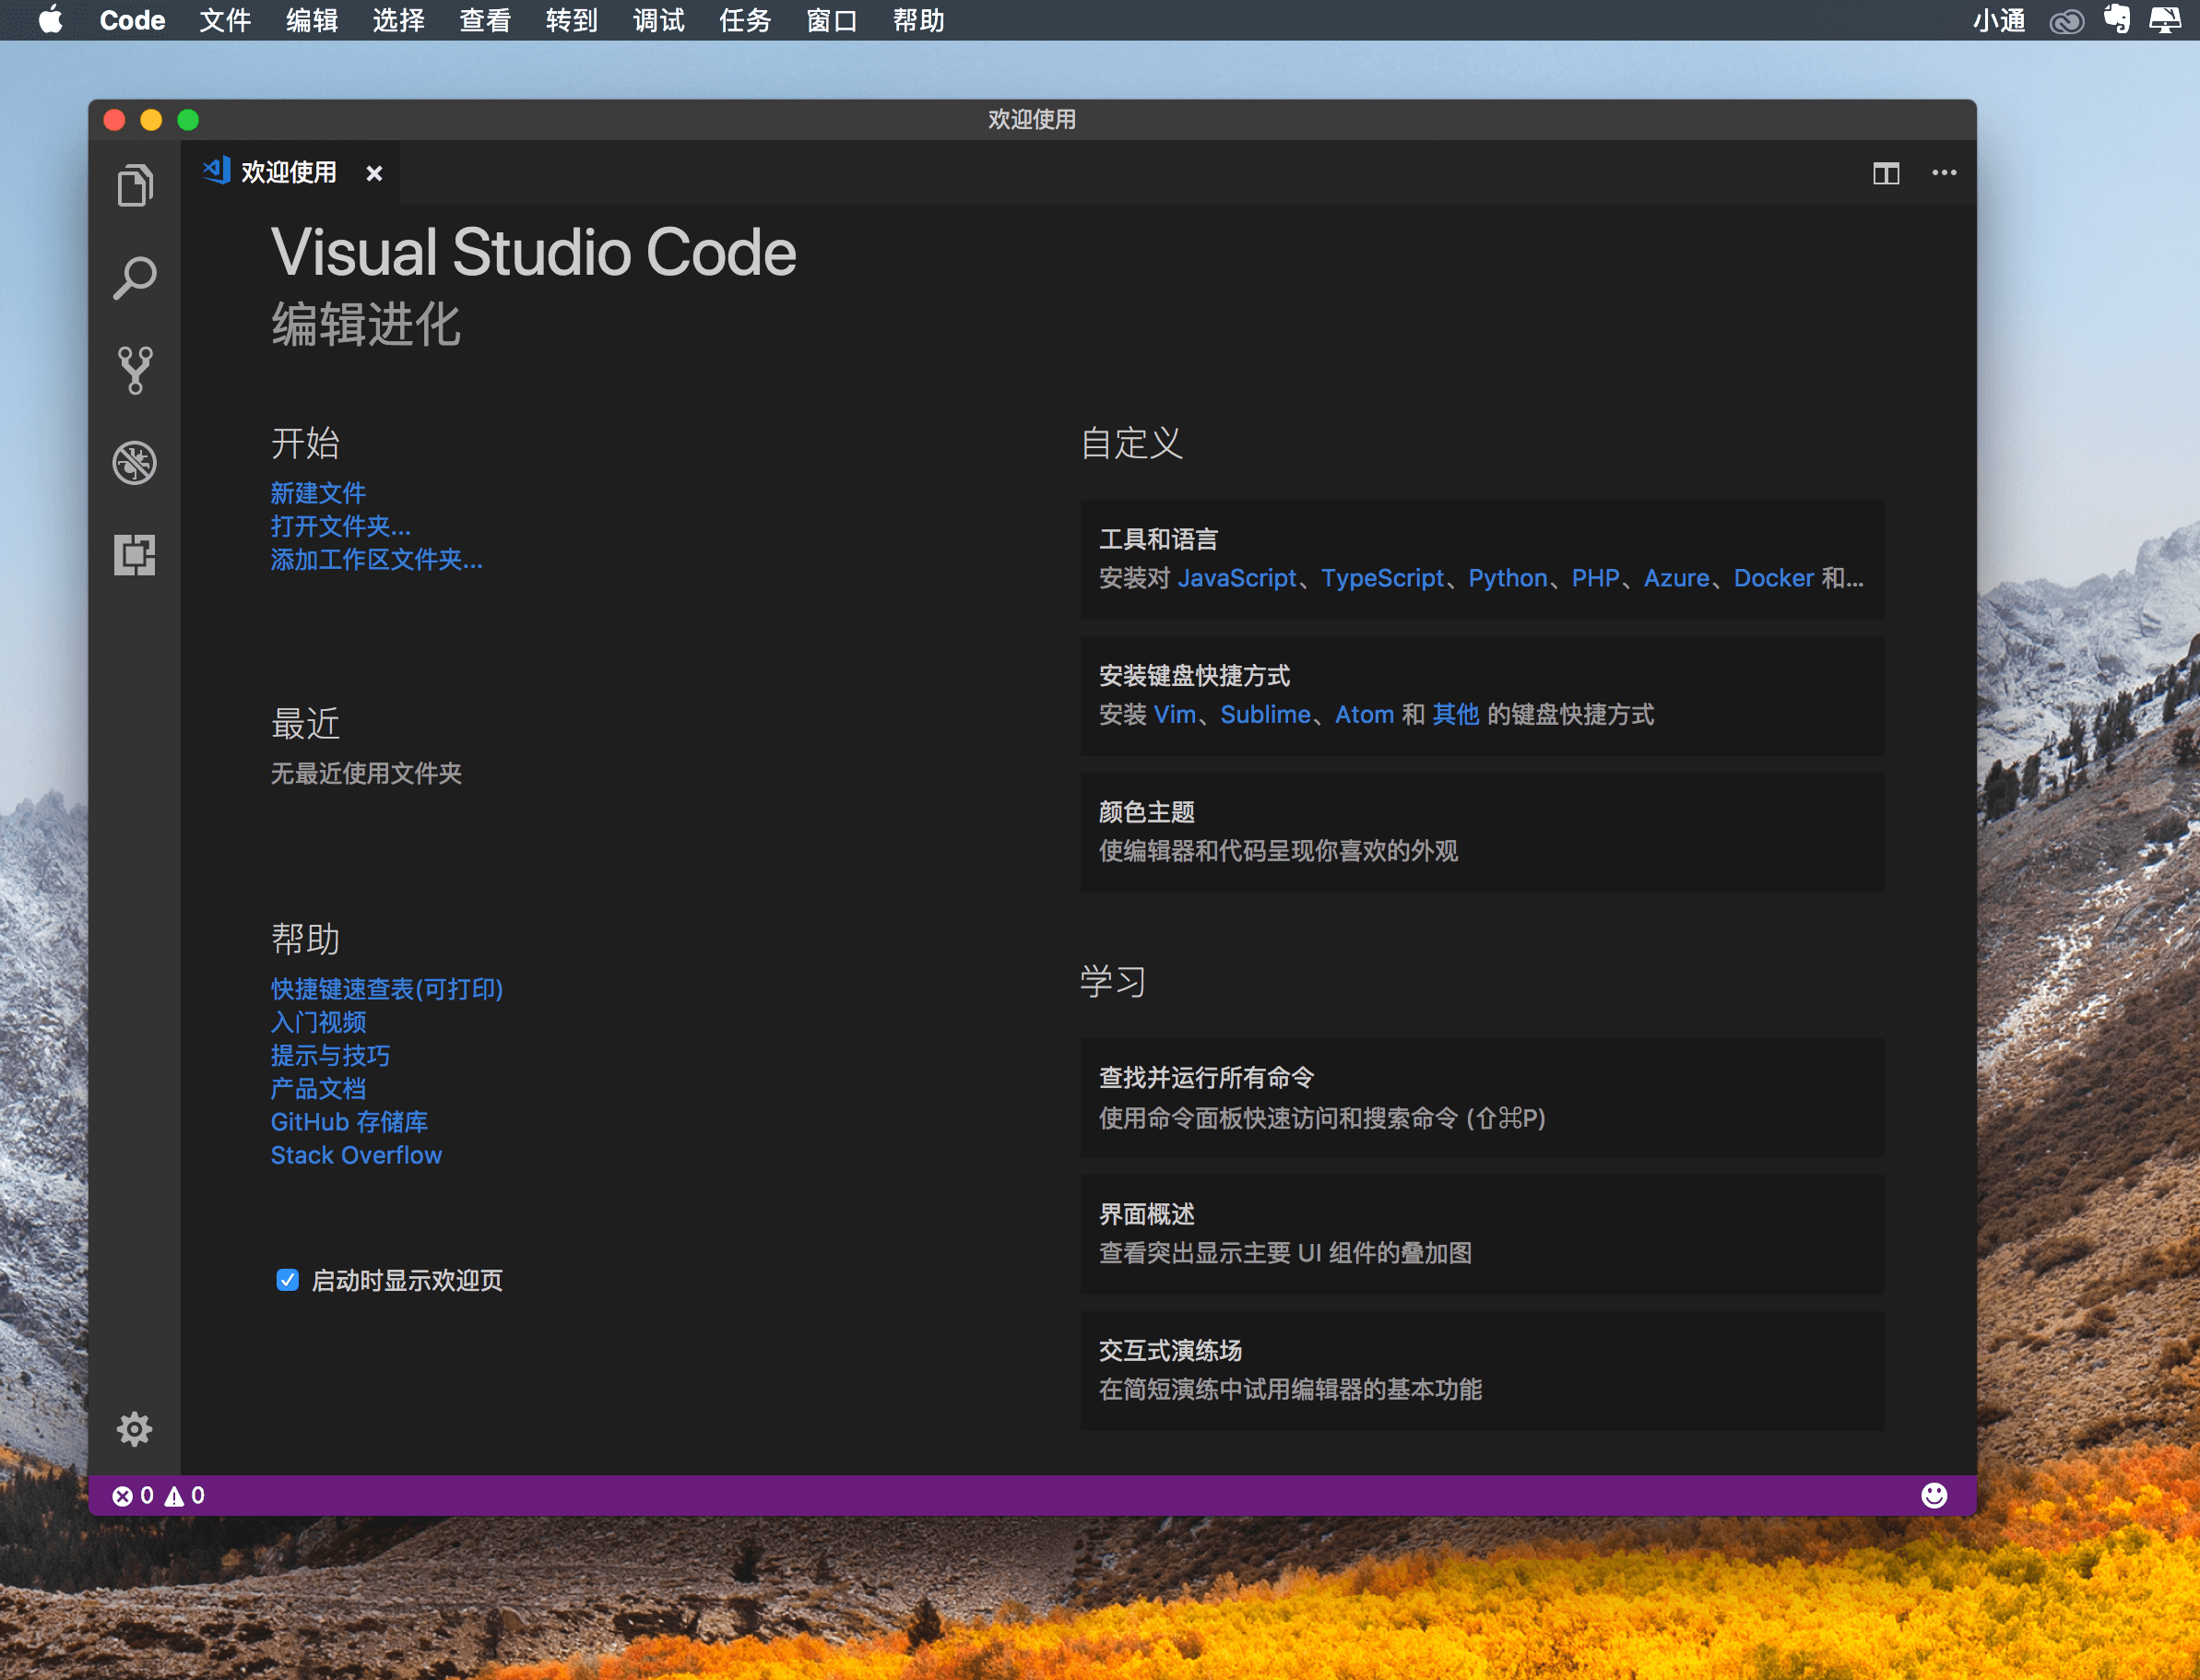 Code 文件 编辑 选择 查看 转到 调试 任务 窗口 帮助 小通
欢迎使用
欢迎使用
Visual Studio Code
编辑进化
开始
新建文件
打开文件夹...
添加工作区文件夹...
最近
无最近使用文件夹
帮助
快捷键速查表(可打印)
入门视频
提示与技巧
产品文档
GitHub 存储库
Stack Overflow
启动时显示欢迎页
自定义
工具和语言
安装对 JavaScript、TypeScript、Python、PHP、Azure、Docker 和...
安装键盘快捷方式
安装 Vim、Sublime、Atom 和 其他 的键盘快捷方式
颜色主题
使编辑器和代码呈现你喜欢的外观
学习
查找并运行所有命令
使用命令面板快速访问和搜索命令 (⇧⌘P)
界面概述
查看突出显示主要 UI 组件的叠加图
交互式演练场
在简短演练中试用编辑器的基本功能
0 0